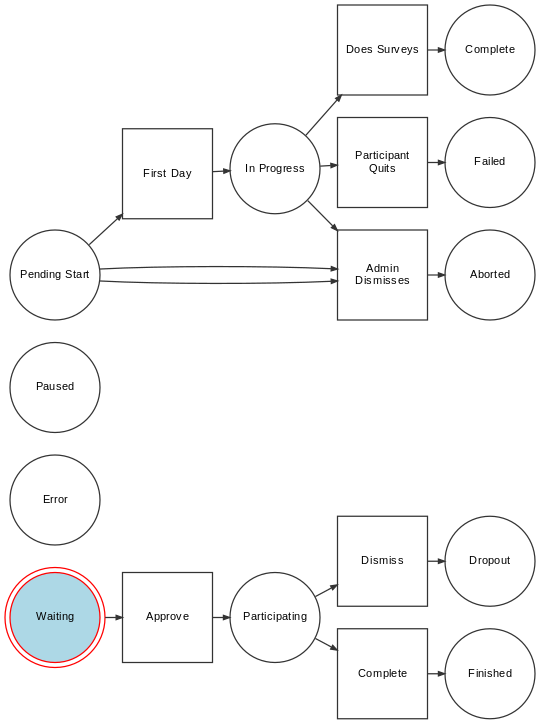 Does Surveys
Complete
First Day
In Progress
Participant
Quits
Failed
Pending Start
Admin
Dismisses
Aborted
Paused
Error
Dismiss
Dropout
Waiting
Approve
Participating
Complete
Finished